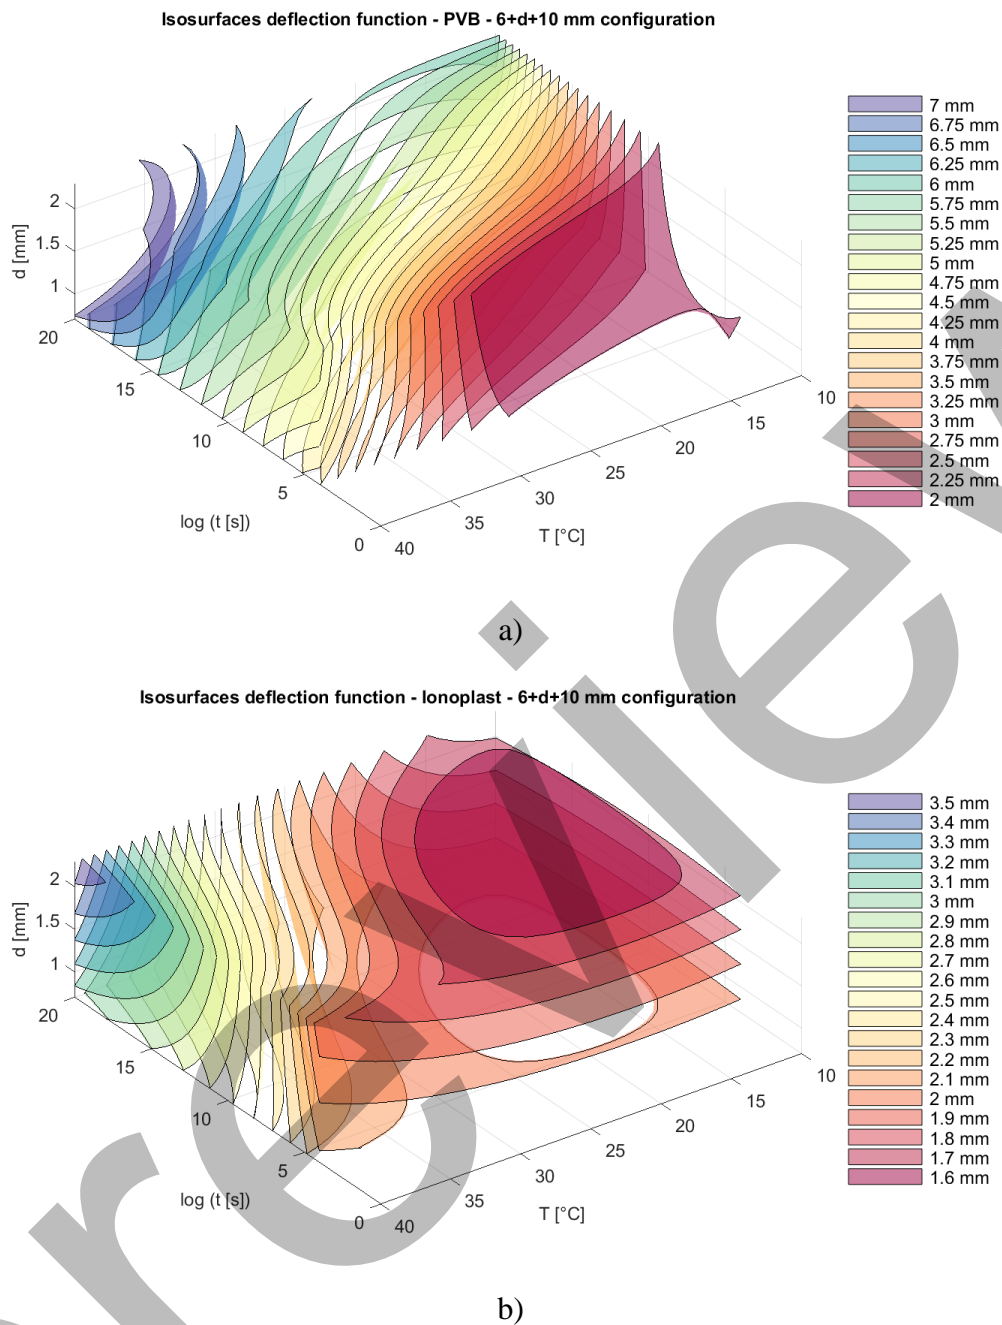 Isosurfaces deflection function - PVB - 6+d+10 mm configuration
7 mm
6.75 mm
6.5 mm
6.25 mm
6 mm
5.75 mm
5.5 mm
5.25 mm
5 mm
4.75 mm
4.5 mm
4.25 mm
4 mm
3.75 mm
3.5 mm
3.25 mm
3 mm
2.75 mm
2.5 mm
2.25 mm
2 mm
d [mm]
2
1.5
1
20
15
10
5
0
log (t [s])
40
35
30
25
20
15
10
T [°C]
a)
Isosurfaces deflection function - Ionoplast - 6+d+10 mm configuration
3.5 mm
3.4 mm
3.3 mm
3.2 mm
3.1 mm
3 mm
2.9 mm
2.8 mm
2.7 mm
2.6 mm
2.5 mm
2.4 mm
2.3 mm
2.2 mm
2.1 mm
2 mm
1.9 mm
1.8 mm
1.7 mm
1.6 mm
d [mm]
2
1.5
1
20
15
10
5
0
log (t [s])
40
35
30
25
20
15
10
T [°C]
b)